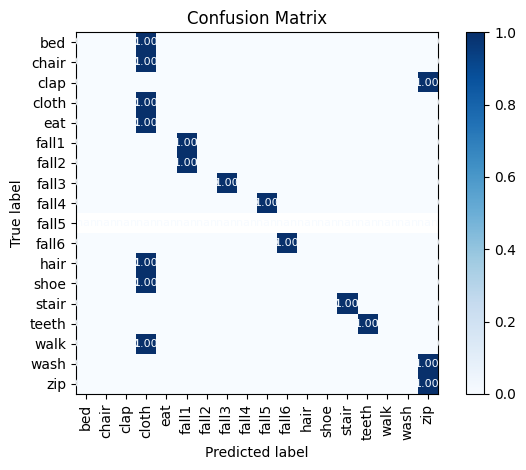 Confusion Matrix
True label
bed 1.00
chair 1.00
clap 1.00
cloth 1.00
eat 1.00
fall1 1.00
fall2 1.00
fall3 1.00
fall4 1.00
fall5
fall6 1.00
hair 1.00
shoe 1.00
stair 1.00
teeth 1.00
walk 1.00
wash 1.00
zip 1.00
bed chair clap cloth eat fall1 fall2 fall3 fall4 fall5 fall6 hair shoe stair teeth walk wash zip
Predicted label
1.0
0.8
0.6
0.4
0.2
0.0